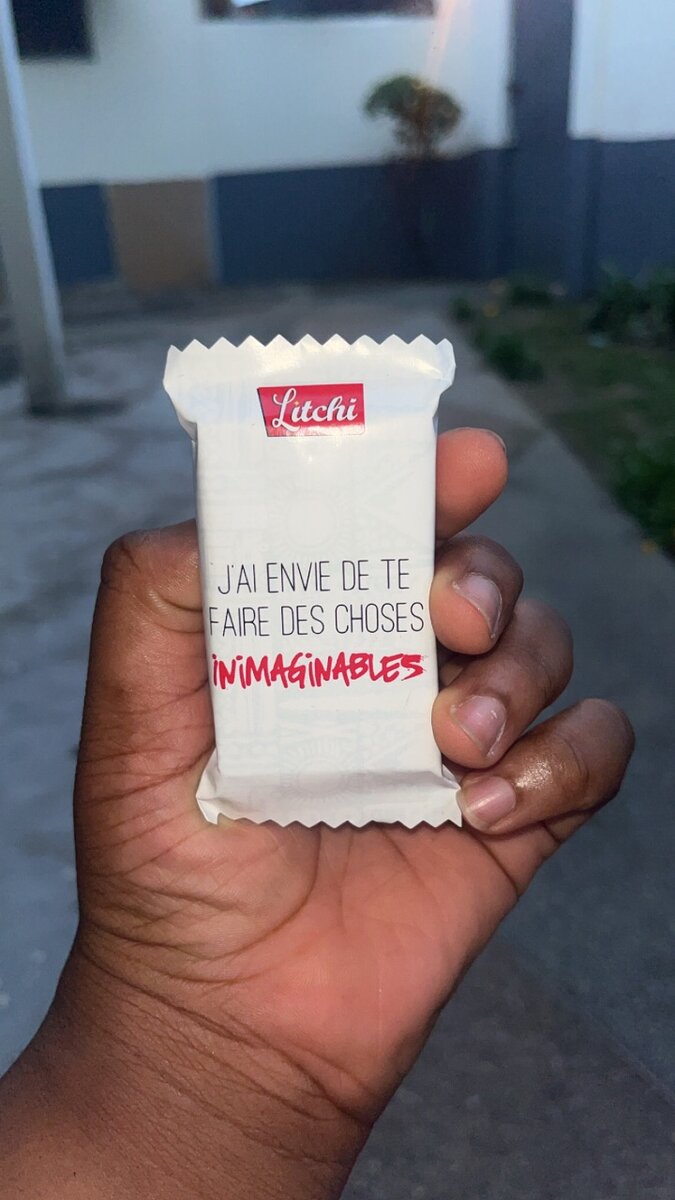 Litchi
J'AI ENVIE DE TE
FAIRE DES CHOSES
iNiMAGiNABLES